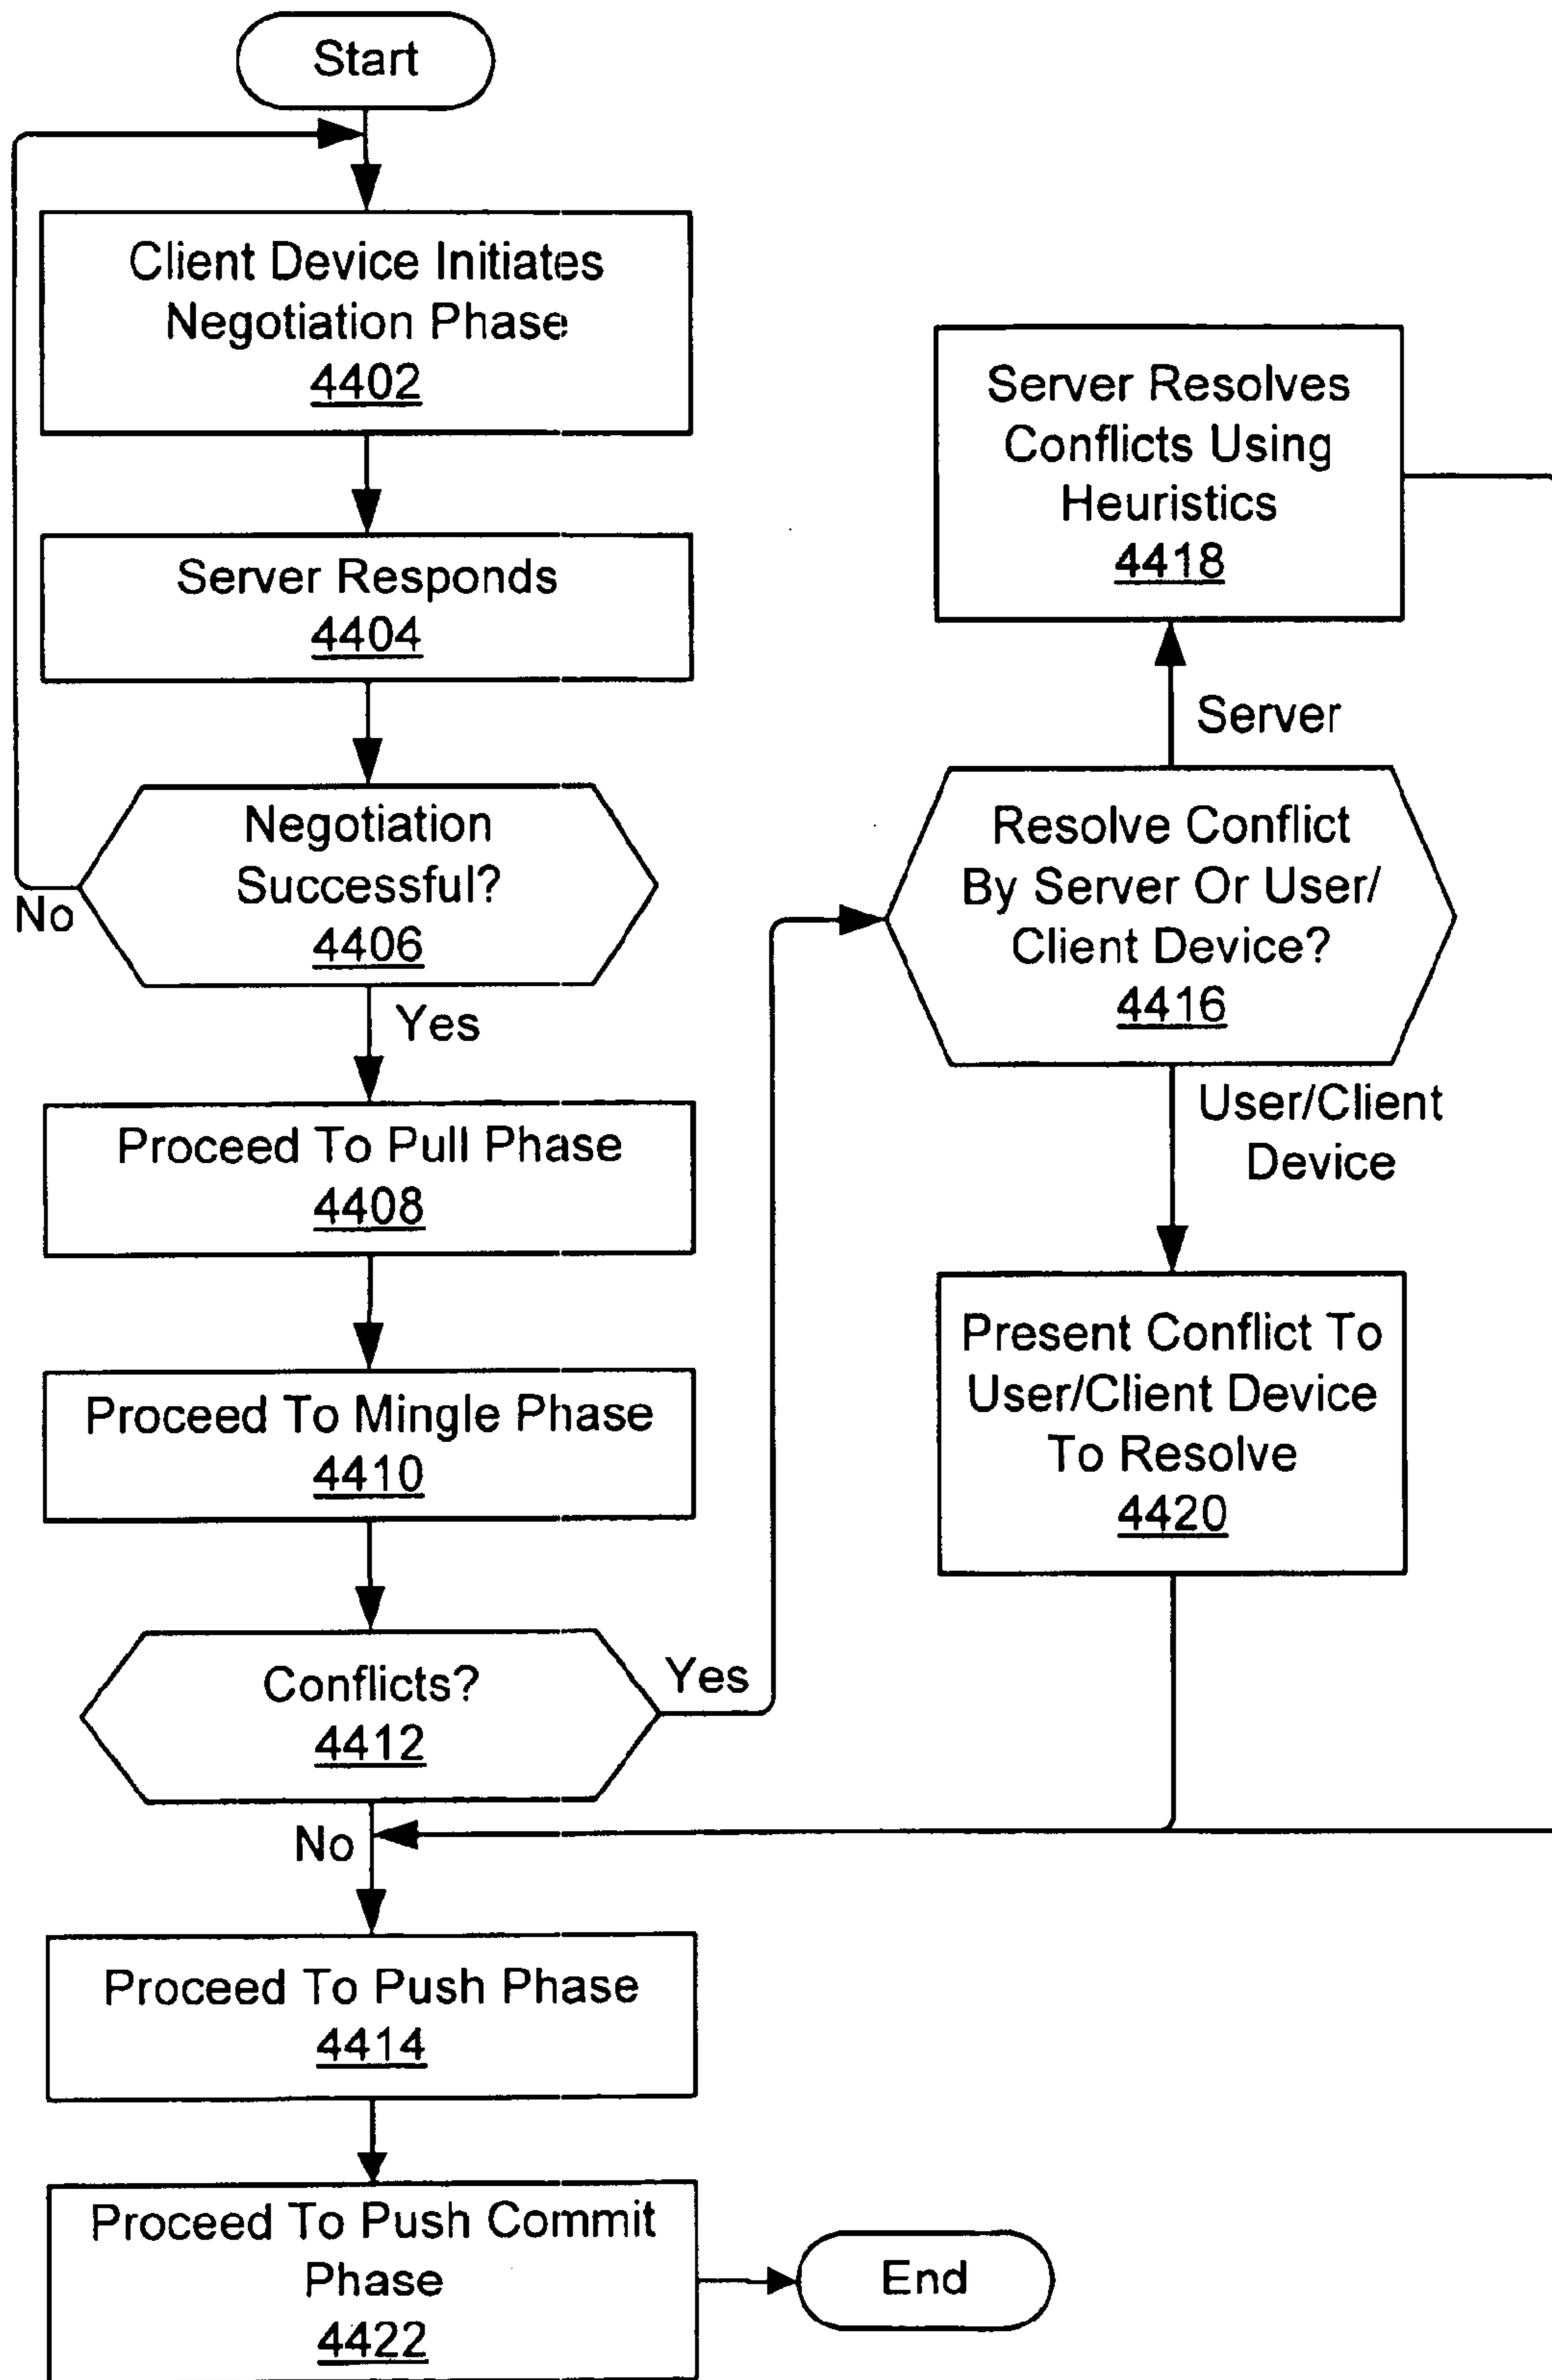 Start
Client Device Initiates
Negotiation Phase
4402
Server Responds
4404
Negotiation
Successful?
4406
No
Yes
Proceed To Pull Phase
4408
Proceed To Mingle Phase
4410
Conflicts?
4412
Yes
No
Server Resolves
Conflicts Using
Heuristics
4418
Server
Resolve Conflict
By Server Or User/
Client Device?
4416
User/Client
Device
Present Conflict To
User/Client Device
To Resolve
4420
Proceed To Push Phase
4414
Proceed To Push Commit
Phase
4422
End